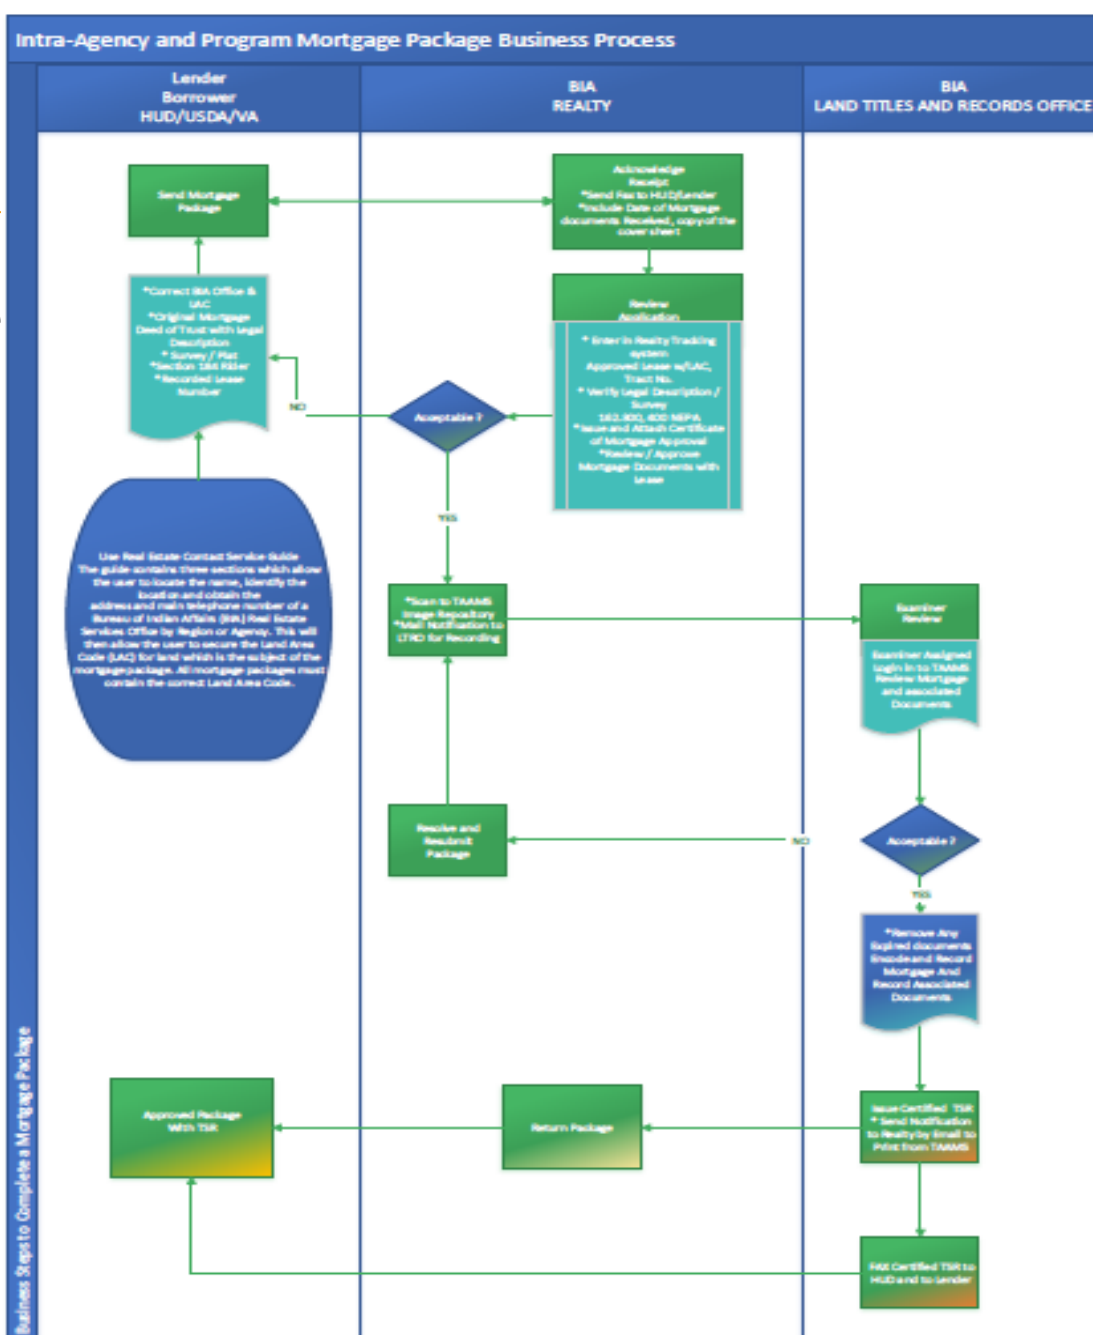 Intra-Agency and Program Mortgage Package Business Process
Lender
Borrower
HUD/USDA/VA
BIA
REALTY
BIA
LAND TITLES AND RECORDS OFFICE
Send Mortgage
Package
Acknowledge
Receipt
*Send Fax to HUD/Lender
*Include Date of Mortgage
documents Received, copy of the
cover sheet
*Correct BIA Office &
LAC
*Original Mortgage
Deed of Trust with Legal
Description
* Survey / Plat
*Section 184 Rider
*Recorded Lease
Number
Review
Application
* Enter in Realty Tracking
system
Approved Lease w/LAC,
Tract No.
* Verify Legal Description /
Survey
162.300, 600 NEPA
*Issue and Attach Certificate
of Mortgage Approval
*Review / Approve
Mortgage Documents with
Lease
Acceptable ?
NO
YES
Use Real Estate Contact Service Guide
The guide contains three sections which allow
the user to locate the name, identify the
location and obtain the
address and main telephone number of a
Bureau of Indian Affairs (BIA) Real Estate
Services Office by Region or Agency. This will
then allow the user to secure the Land Area
Code (LAC) for land which is the subject of the
mortgage package. All mortgage packages must
contain the correct Land Area Code.
*Scan to TAAMS
Image Repository
*Mail Notification to
LTRO for Recording
Examiner
Review
Examiner Assigned
Login in to TAAMS
Review Mortgage
and associated
Documents
Resolve and
Resubmit
Package
NO
Acceptable ?
YES
*Remove Any
Expired documents
Encode and Record
Mortgage And
Record Associated
Documents
Approved Package
With TSR
Return Package
Issue Certified TSR
* Send Notification
to Realty by Email to
Print from TAAMS
FAX Certified TSR to
HUD and to Lender
Business Steps to Complete a Mortgage Package